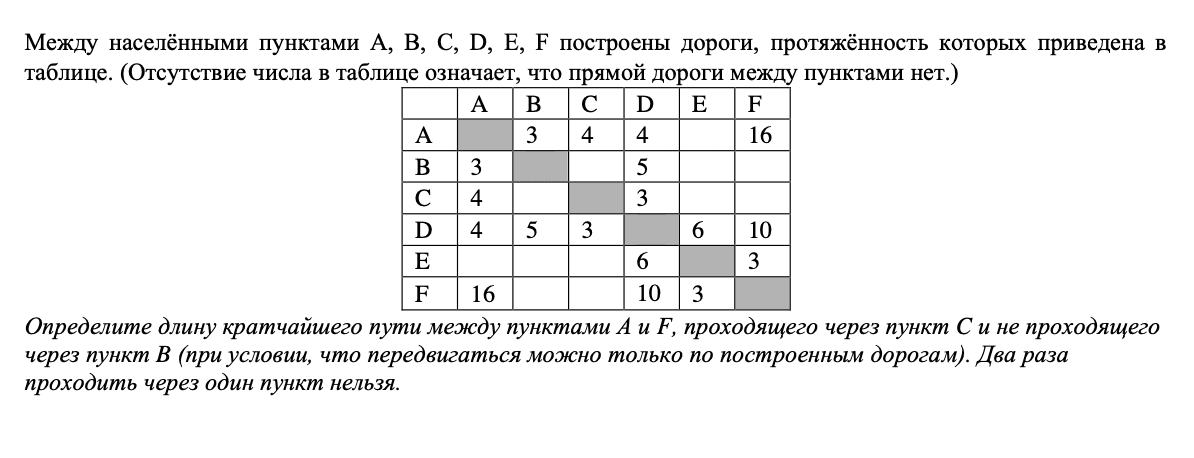 Между населёнными пунктами A, B, C, D, E, F построены дороги, протяжённость которых приведена в
таблице. (Отсутствие числа в таблице означает, что прямой дороги между пунктами нет.)
A B C D E F
A 3 4 4 16
B 3 5
C 4 3
D 4 5 3 6 10
E 6 3
F 16 10 3
Определите длину кратчайшего пути между пунктами A и F, проходящего через пункт C и не проходящего
через пункт B (при условии, что передвигаться можно только по построенным дорогам). Два раза
проходить через один пункт нельзя.